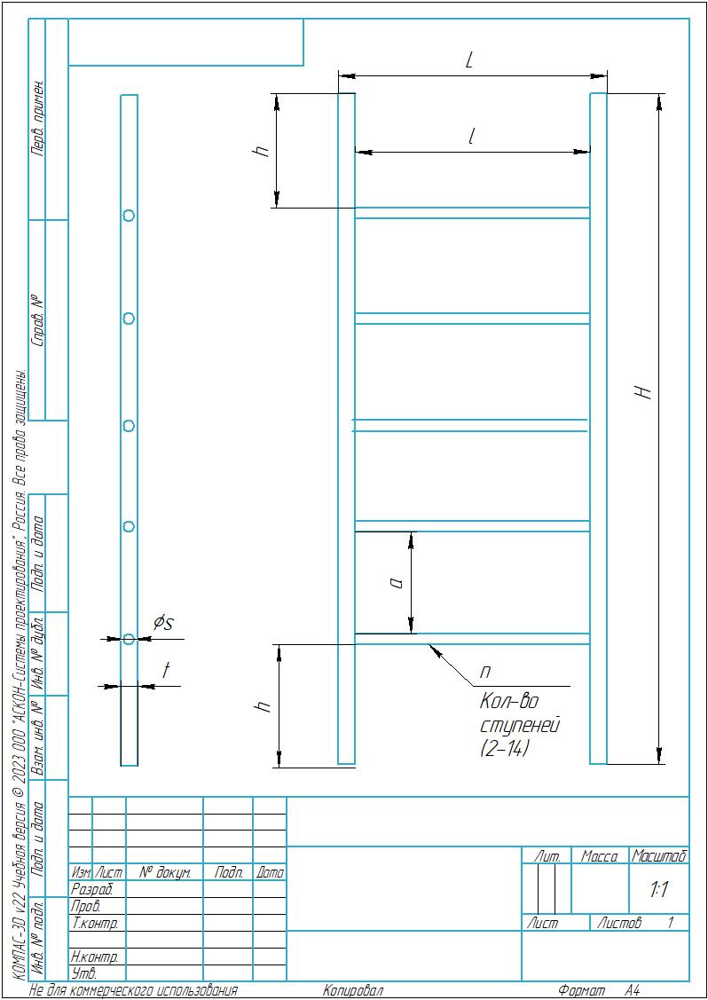 L
l
h
H
a
Øs
t
h
n
Кол-во
ступеней
(2-14)
Перв. примен.
Справ. №
Подп. и дата
Инв. № дубл.
Взам. инв. №
Подп. и дата
Инв. № подл.
КОМПАС-3D v22 Учебная версия © 2023 ООО "АСКОН-Системы проектирования", Россия. Все права защищены.
Изм. Лист № докум. Подп. Дата
Разраб.
Пров.
Т.контр.
Н.контр.
Утв.
Лит. Масса Масштаб
1:1
Лист Листов 1
Не для коммерческого использования Копировал Формат А4